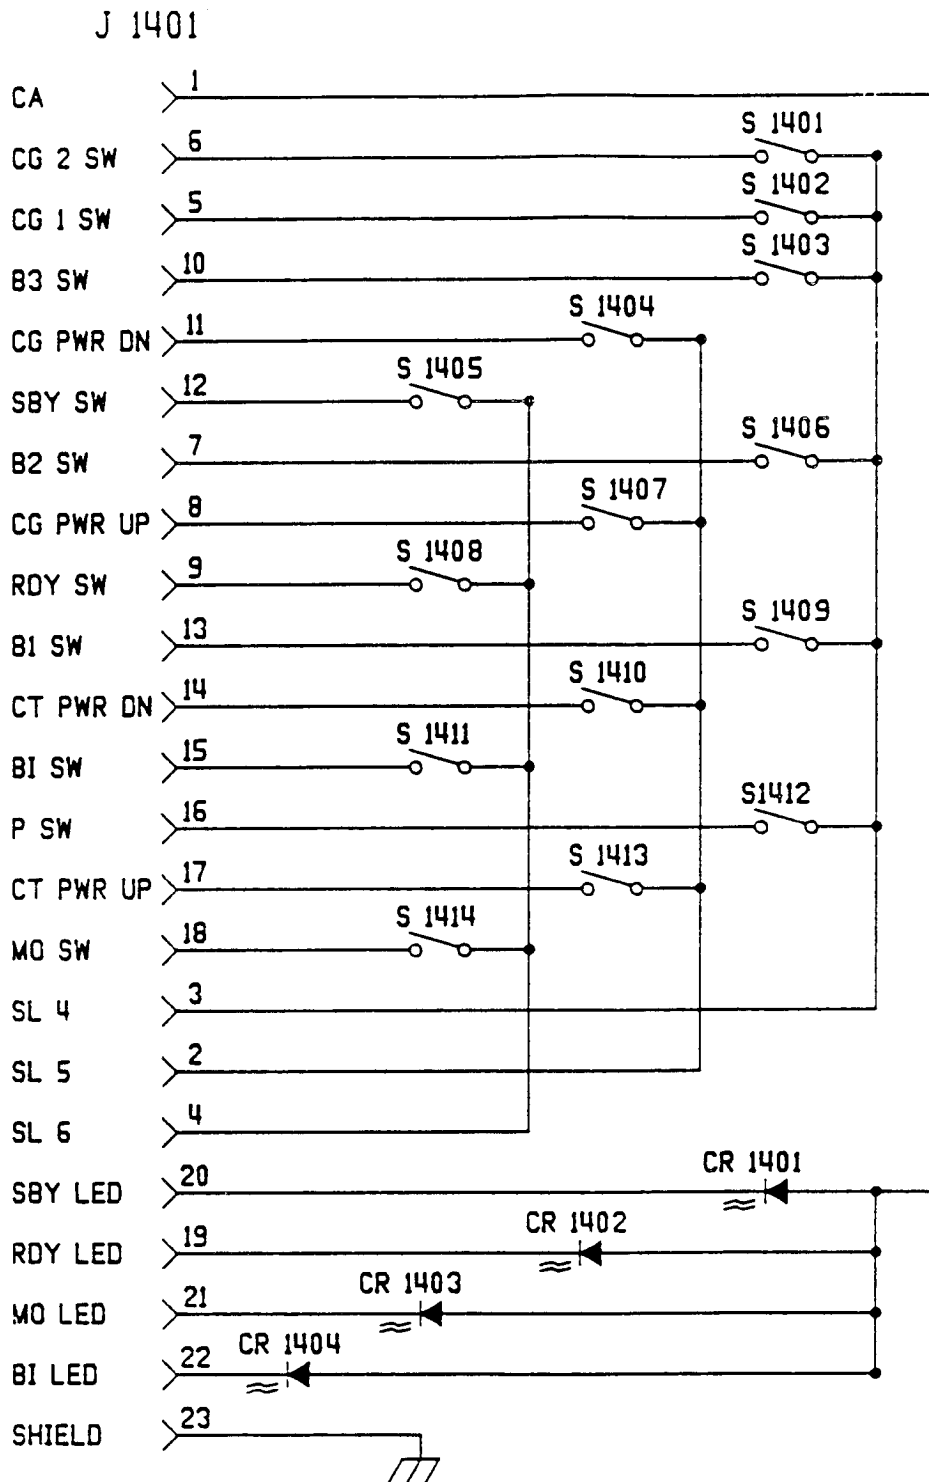 J 1401
CA 1
S 1401
CG 2 SW 6
S 1402
CG 1 SW 5
S 1403
B3 SW 10
S 1404
CG PWR DN 11
S 1405
SBY SW 12
S 1406
B2 SW 7
S 1407
CG PWR UP 8
S 1408
RDY SW 9
S 1409
B1 SW 13
S 1410
CT PWR DN 14
S 1411
BI SW 15
S1412
P SW 16
S 1413
CT PWR UP 17
S 1414
MO SW 18
SL 4 3
SL 5 2
SL 6 4
CR 1401
SBY LED 20
CR 1402
RDY LED 19
CR 1403
MO LED 21
CR 1404
BI LED 22
SHIELD 23